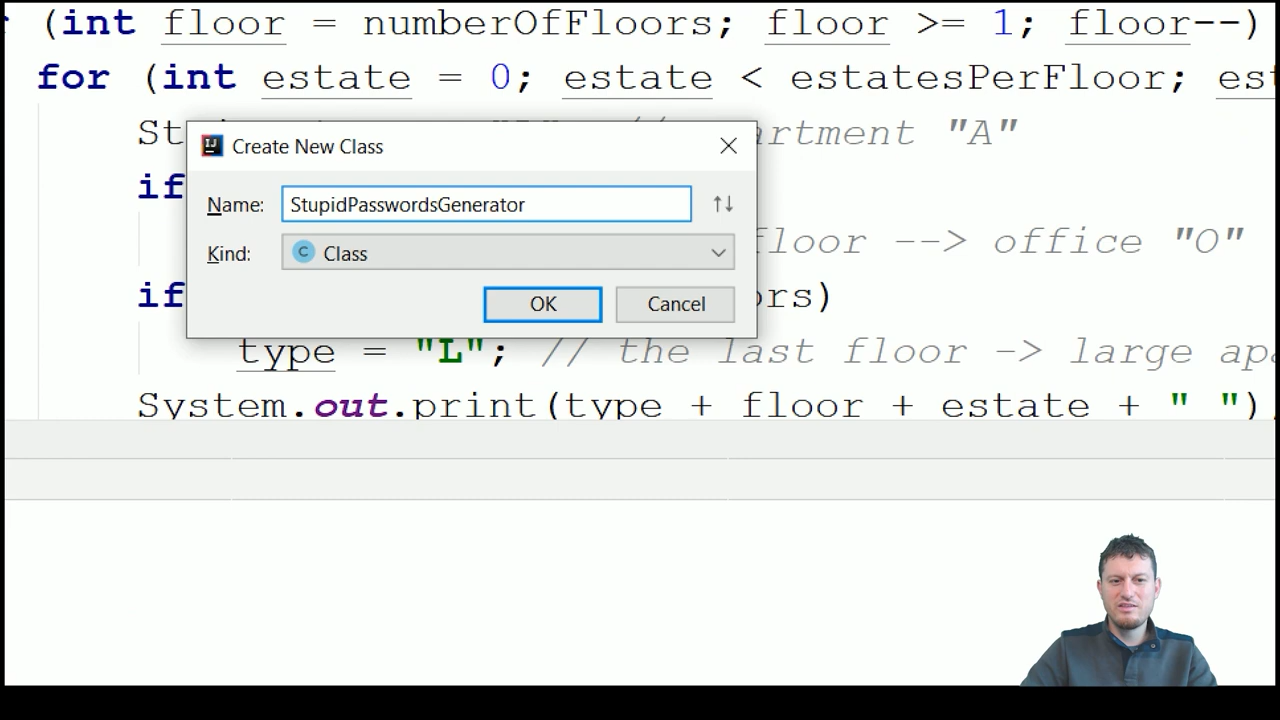 (int floor = numberOfFloors; floor >= 1; floor--)
for (int estate = 0; estate < estatesPerFloor; est
St "A"
Create New Class
if
Name: StupidPasswordsGenerator
floor --> office "O"
Kind: Class
if ors)
OK Cancel
type = "L"; // the last floor -> large apa
System.out.print(type + floor + estate + " ")